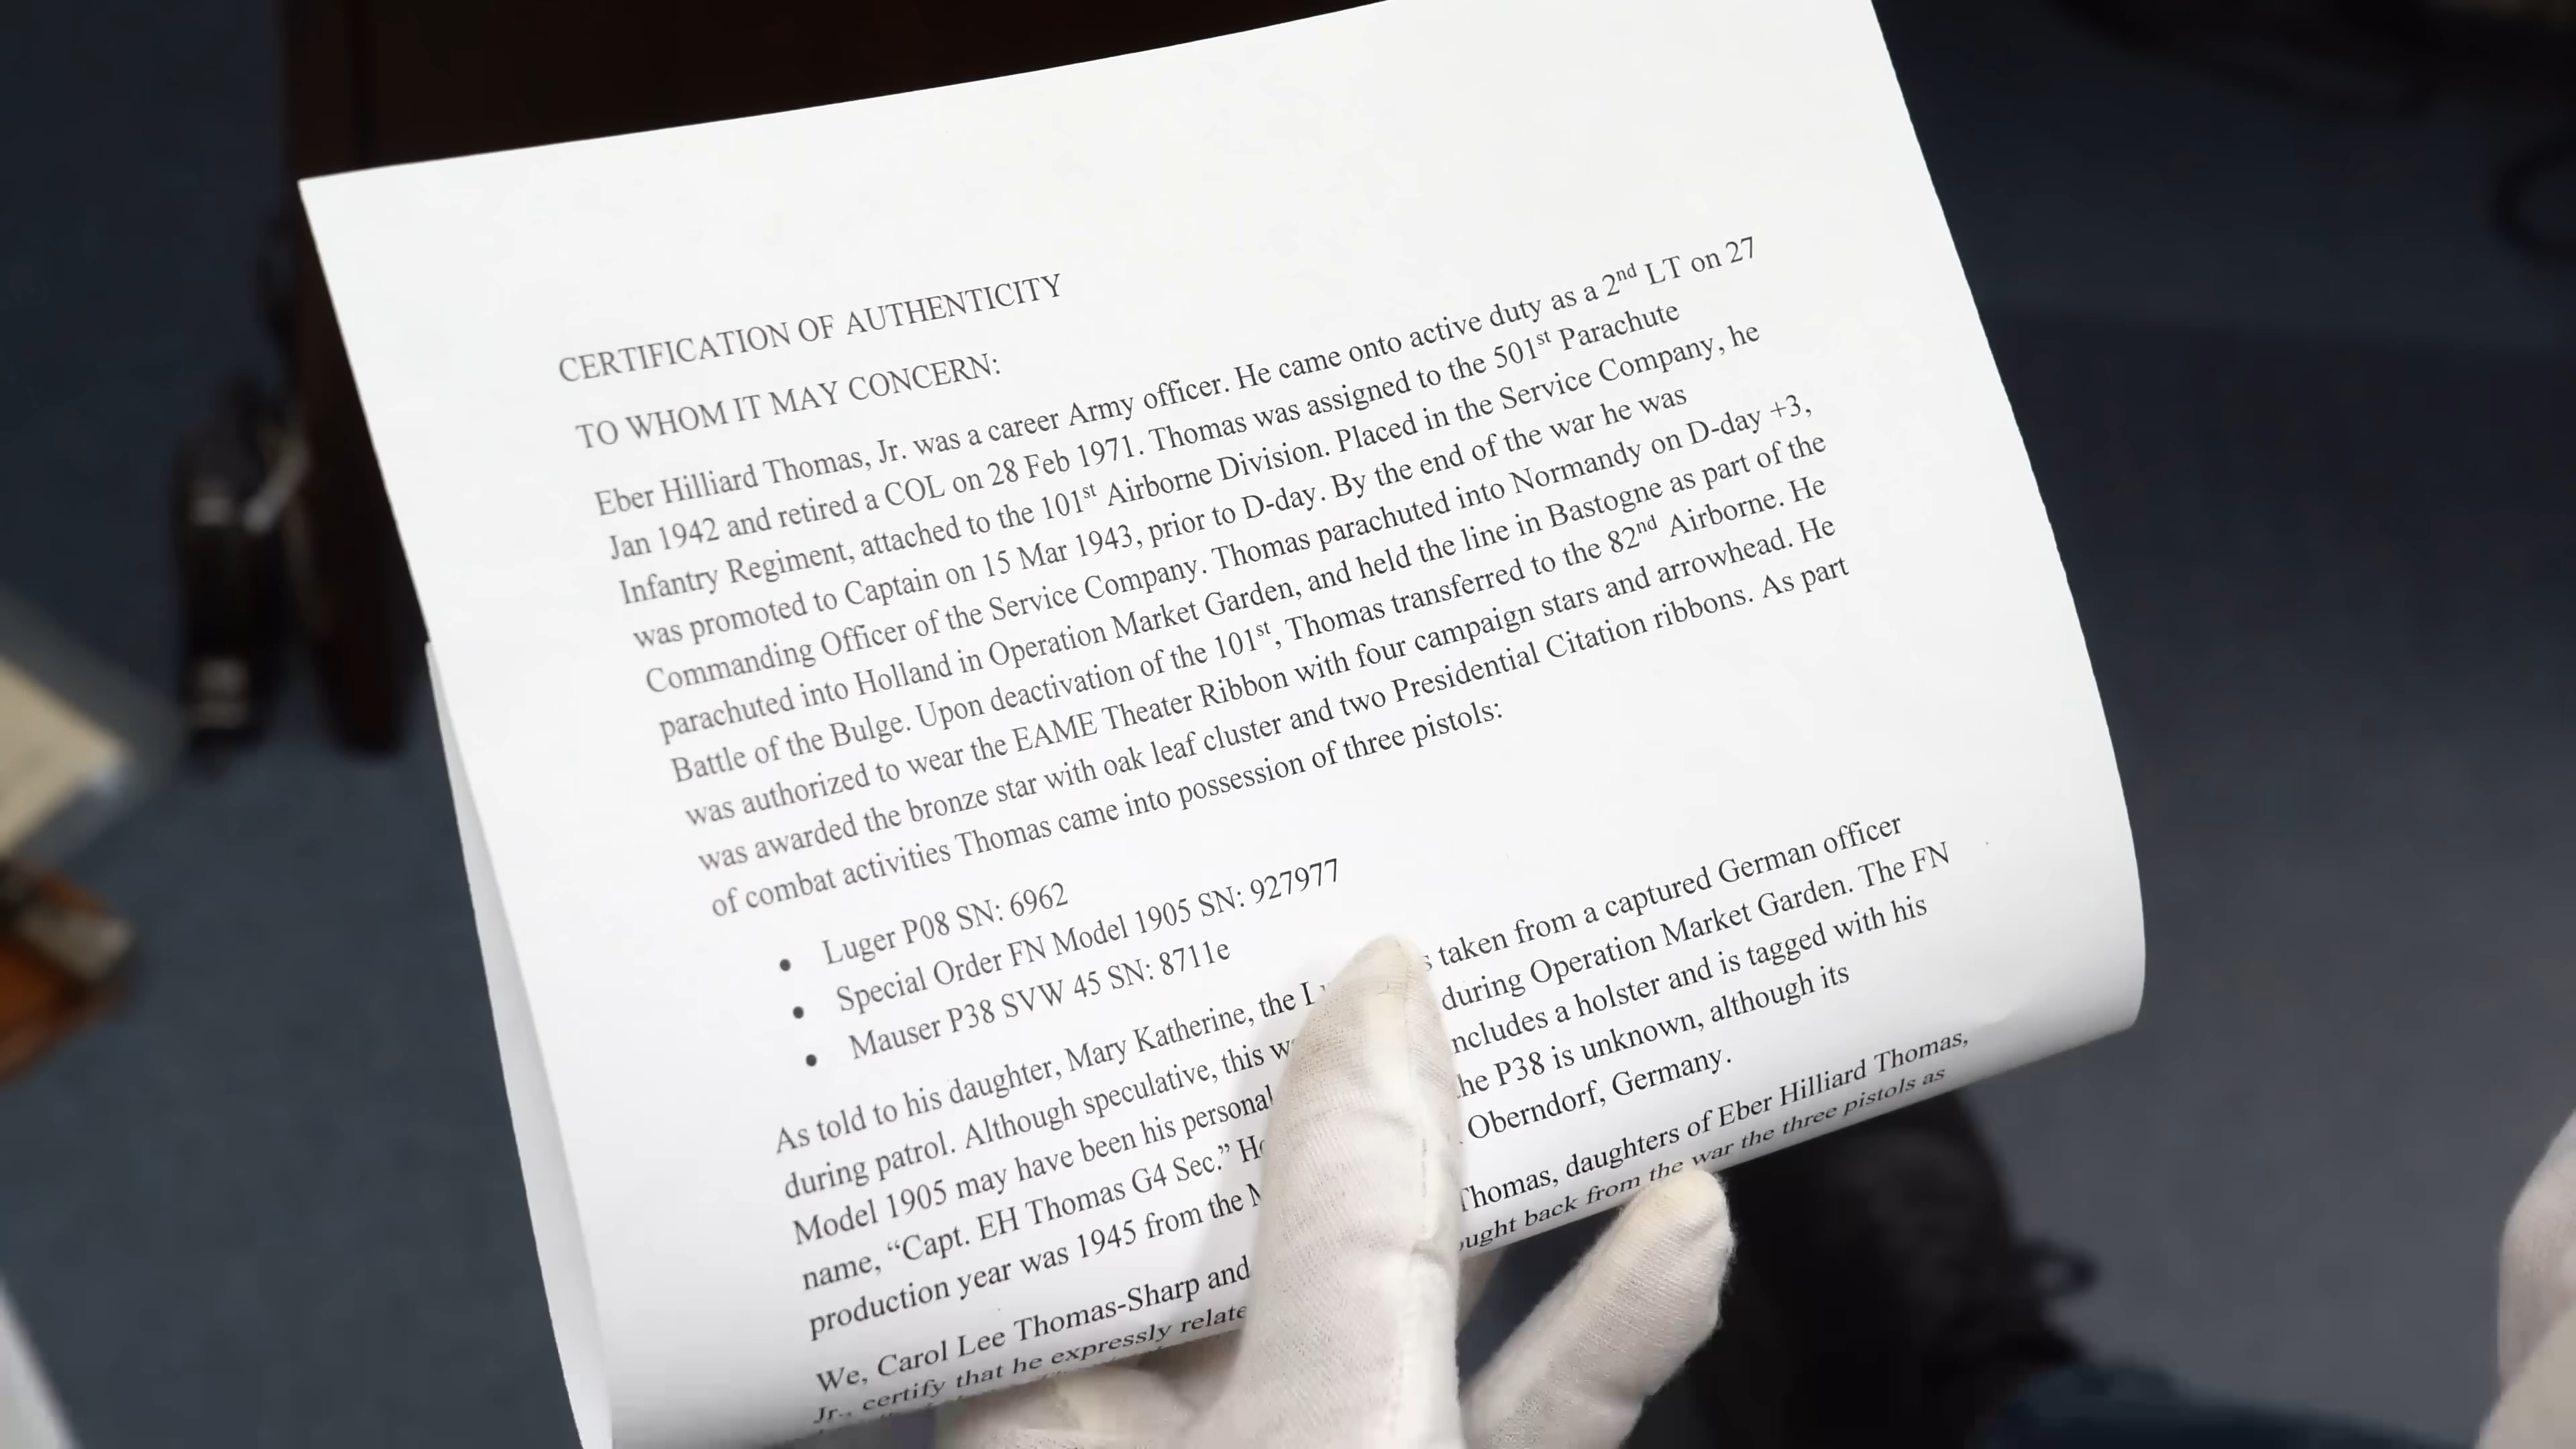 CERTIFICATION OF AUTHENTICITY
TO WHOM IT MAY CONCERN:
Eber Hilliard Thomas, Jr. was a career Army officer. He came onto active duty as a 2nd LT on 27
Jan 1942 and retired a COL on 28 Feb 1971. Thomas was assigned to the 501st Parachute
Infantry Regiment, attached to the 101st Airborne Division. Placed in the Service Company, he
was promoted to Captain on 15 Mar 1943, prior to D-day. By the end of the war he was
Commanding Officer of the Service Company. Thomas parachuted into Normandy on D-day +3,
parachuted into Holland in Operation Market Garden, and held the line in Bastogne as part of the
Battle of the Bulge. Upon deactivation of the 101st, Thomas transferred to the 82nd Airborne. He
was authorized to wear the EAME Theater Ribbon with four campaign stars and arrowhead. He
was awarded the bronze star with oak leaf cluster and two Presidential Citation ribbons. As part
of combat activities Thomas came into possession of three pistols:
• Luger P08 SN: 6962
• Special Order FN Model 1905 SN: 927977
• Mauser P38 SVW 45 SN: 8711e
As told to his daughter, Mary Katherine, the taken from a captured German officer
during patrol. Although speculative, this during Operation Market Garden. The FN
Model 1905 may have been his personal includes a holster and is tagged with his
name, “Capt. EH Thomas G4 Sec.” the P38 is unknown, although its
production year was 1945 from the Oberndorf, Germany.
We, Carol Lee Thomas-Sharp and Thomas, daughters of Eber Hilliard Thomas,
Jr., certify that he expressly back from the war the three pistols as